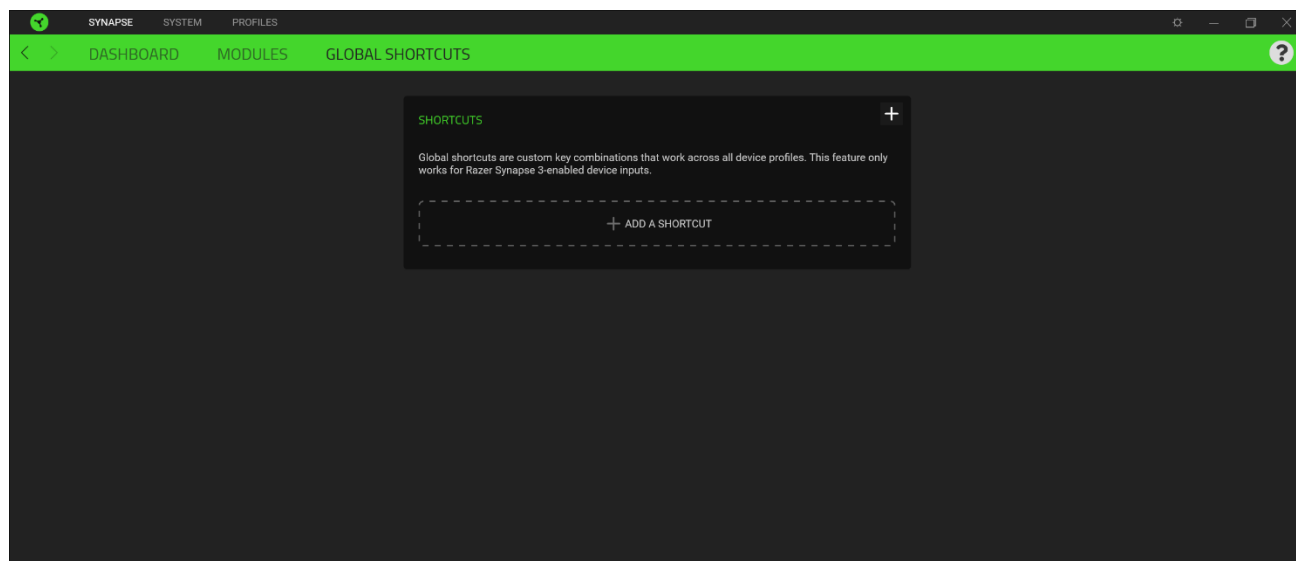 SYNAPSE SYSTEM PROFILES
DASHBOARD MODULES GLOBAL SHORTCUTS ?
SHORTCUTS
Global shortcuts are custom key combinations that work across all device profiles. This feature only
works for Razer Synapse 3-enabled device inputs.
ADD A SHORTCUT